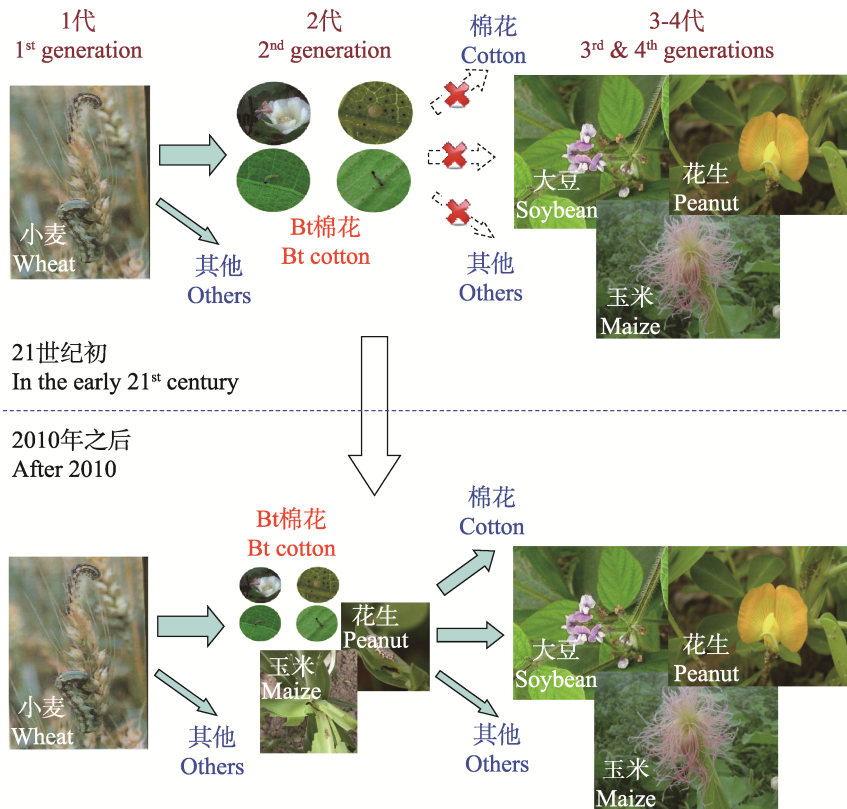 1代
1st generation
2代
2nd generation
棉花
Cotton
3-4代
3rd & 4th generations
小麦
Wheat
其他
Others
Bt棉花
Bt cotton
其他
Others
大豆
Soybean
花生
Peanut
玉米
Maize
21世纪初
In the early 21st century
2010年之后
After 2010
Bt棉花
Bt cotton
棉花
Cotton
小麦
Wheat
其他
Others
玉米
Maize
花生
Peanut
其他
Others
大豆
Soybean
花生
Peanut
玉米
Maize